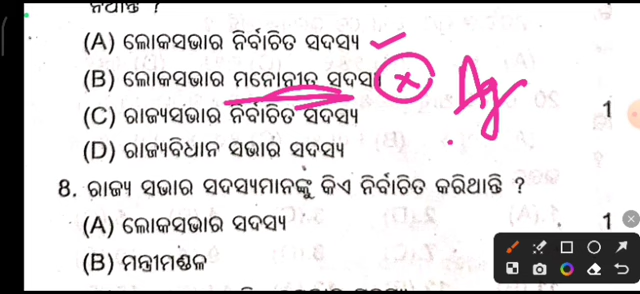 ନଥାନ୍ତି ?
(A) ଲୋକସଭାର ନିର୍ବାଚିତ ସଦସ୍ୟ
(B) ଲୋକସଭାର ମନୋନୀତ ସଦସ୍ୟ
(C) ରାଜ୍ୟସଭାର ନିର୍ବାଚିତ ସଦସ୍ୟ
1
(D) ରାଜ୍ୟବିଧାନ ସଭାର ସଦସ୍ୟ
8. ରାଜ୍ୟ ସଭାର ସଦସ୍ୟମାନଙ୍କୁ କିଏ ନିର୍ବାଚିତ କରିଥାନ୍ତି ?
(A) ଲୋକସଭାର ସଦସ୍ୟ
1
(B) ମନ୍ତ୍ରୀମଣ୍ଡଳ